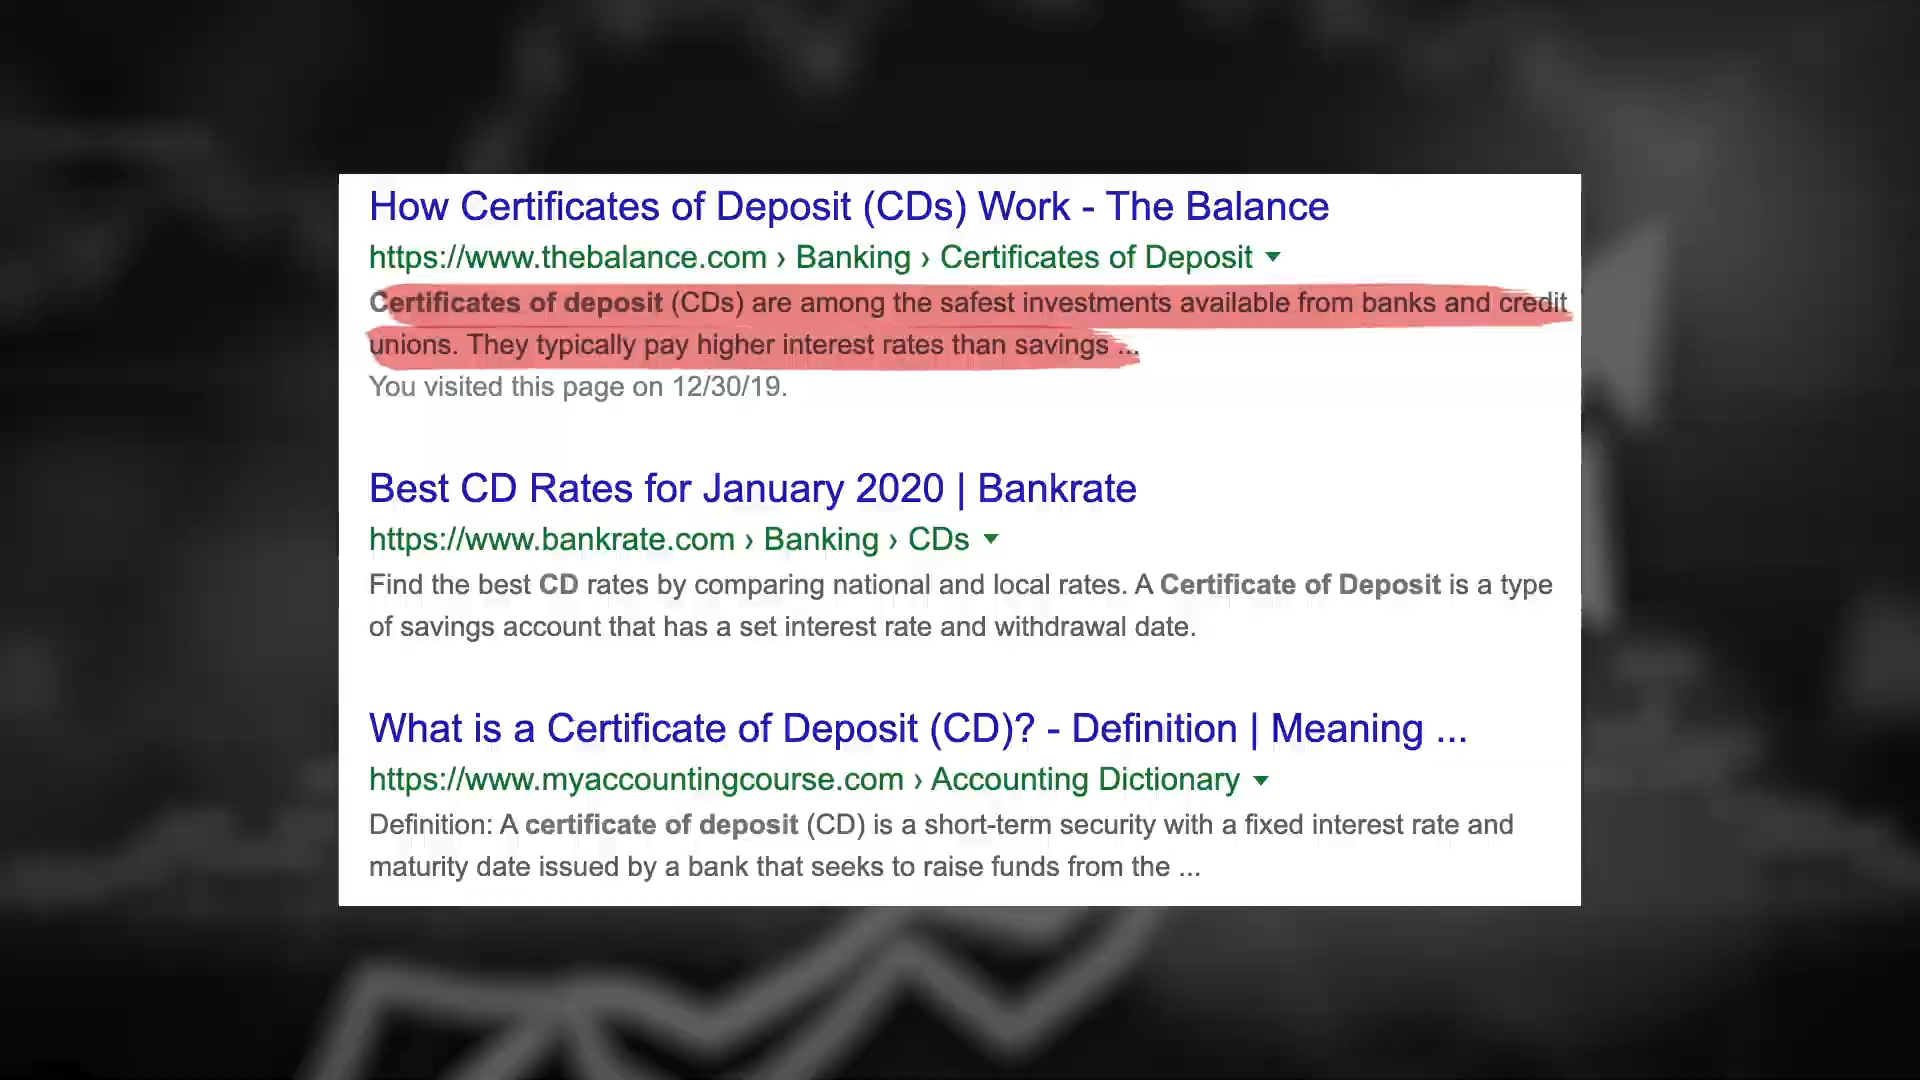 How Certificates of Deposit (CDs) Work - The Balance
https://www.thebalance.com › Banking › Certificates of Deposit
Certificates of deposit (CDs) are among the safest investments available from banks and credit
unions. They typically pay higher interest rates than savings ...
You visited this page on 12/30/19.
Best CD Rates for January 2020 | Bankrate
https://www.bankrate.com › Banking › CDs
Find the best CD rates by comparing national and local rates. A Certificate of Deposit is a type
of savings account that has a set interest rate and withdrawal date.
What is a Certificate of Deposit (CD)? - Definition | Meaning ...
https://www.myaccountingcourse.com › Accounting Dictionary
Definition: A certificate of deposit (CD) is a short-term security with a fixed interest rate and
maturity date issued by a bank that seeks to raise funds from the ...